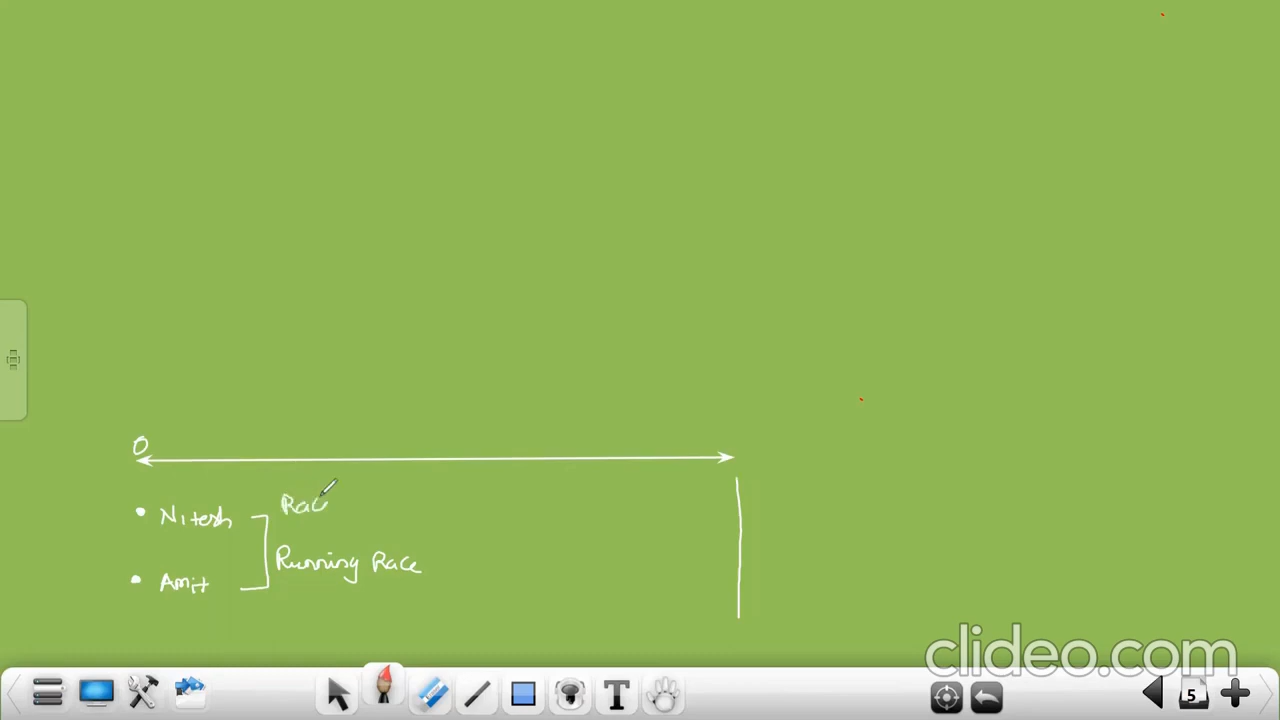 0
• Nitesh
Rac
Running Race
• Amit
clideo.com
5
T